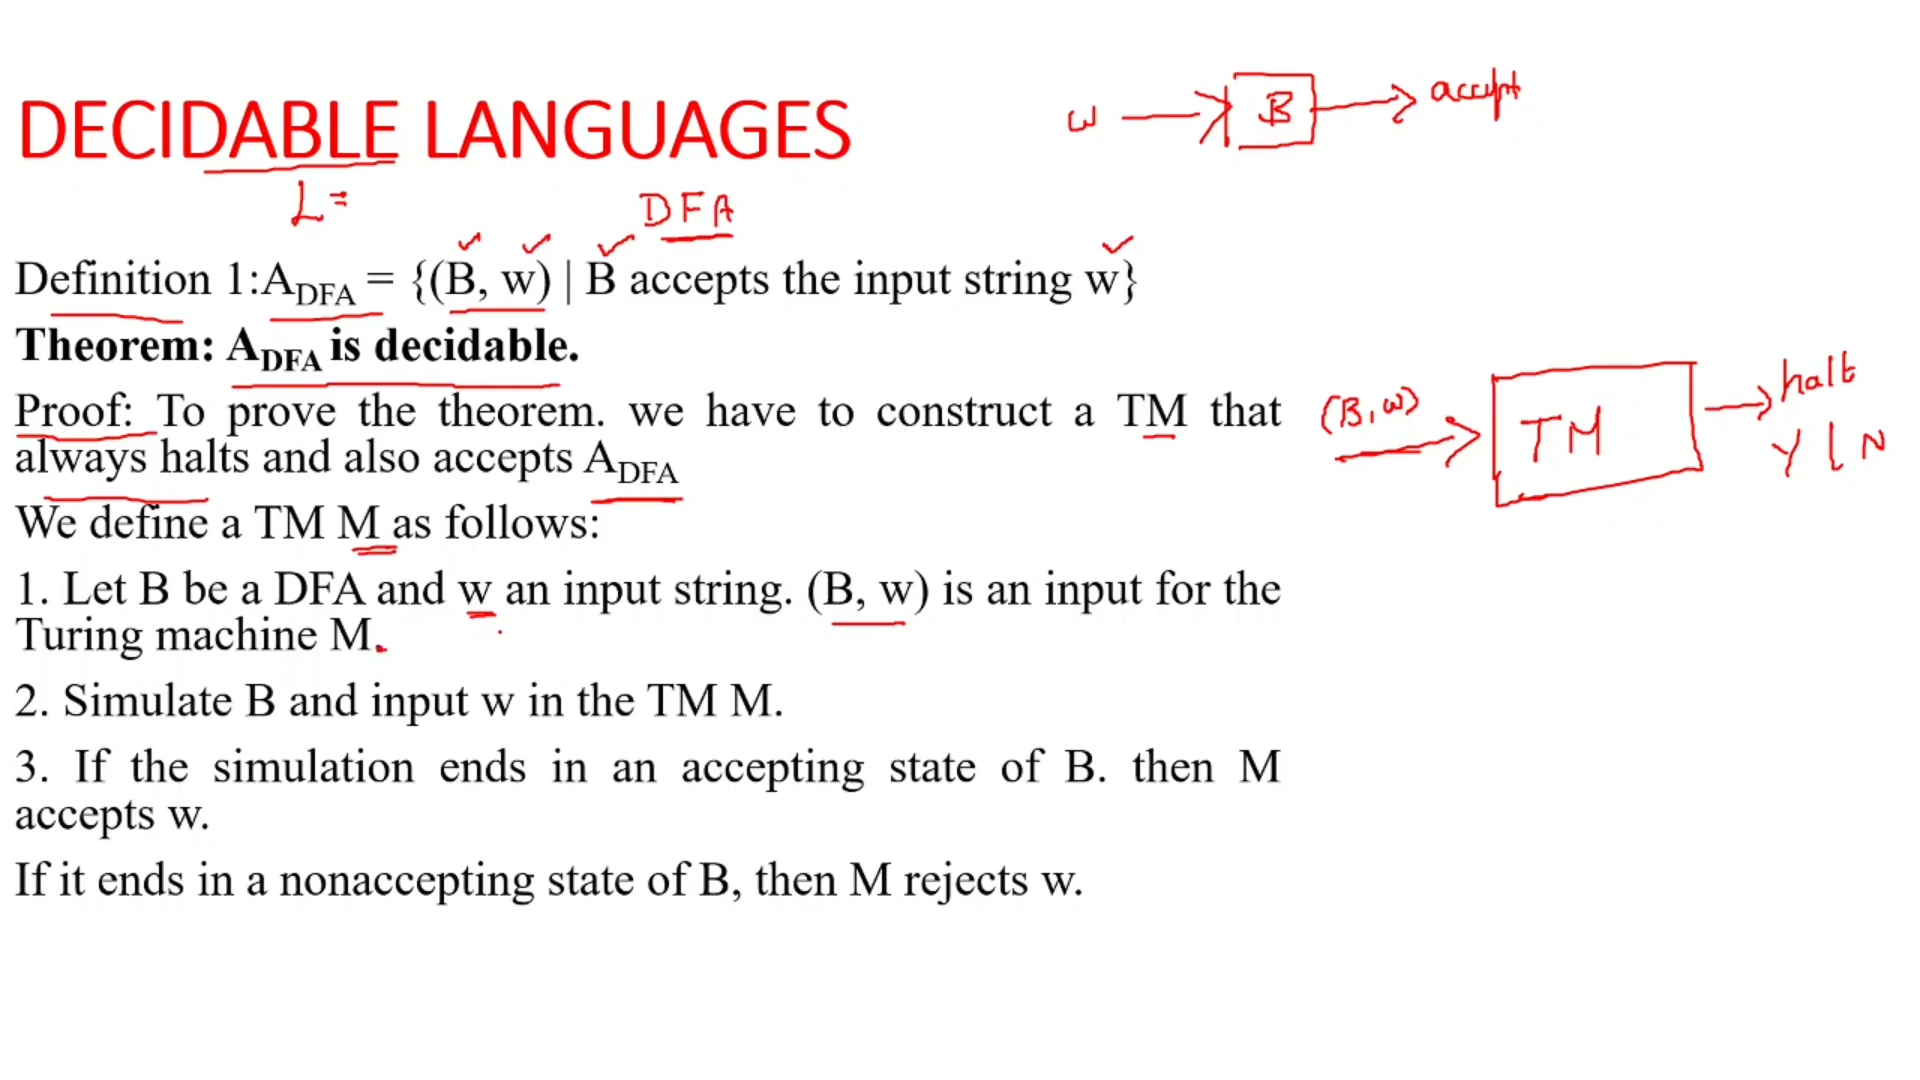 DECIDABLE LANGUAGES
w B accept
L =
DFA
Definition 1:A_DFA = {(B, w) | B accepts the input string w}
Theorem: A_DFA is decidable.
Proof: To prove the theorem. we have to construct a TM that
always halts and also accepts A_DFA
(B, w) TM halt
Y | N
We define a TM M as follows:
1. Let B be a DFA and w an input string. (B, w) is an input for the
Turing machine M.
2. Simulate B and input w in the TM M.
3. If the simulation ends in an accepting state of B. then M
accepts w.
If it ends in a nonaccepting state of B, then M rejects w.